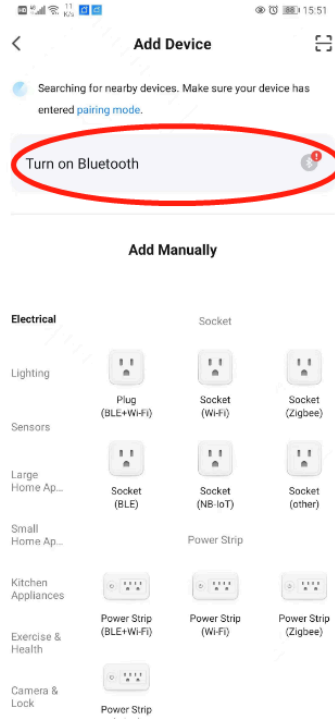 11 K/s 15:51
Add Device
Searching for nearby devices. Make sure your device has
entered pairing mode.
Turn on Bluetooth
Add Manually
Electrical
Socket
Lighting
Plug
(BLE+Wi-Fi)
Socket
(Wi-Fi)
Socket
(Zigbee)
Sensors
Large
Home Ap...
Socket
(BLE)
Socket
(NB-IoT)
Socket
(other)
Small
Home Ap...
Power Strip
Kitchen
Appliances
Power Strip
(BLE+Wi-Fi)
Power Strip
(Wi-Fi)
Power Strip
(Zigbee)
Exercise &
Health
Camera &
Lock
Power Strip